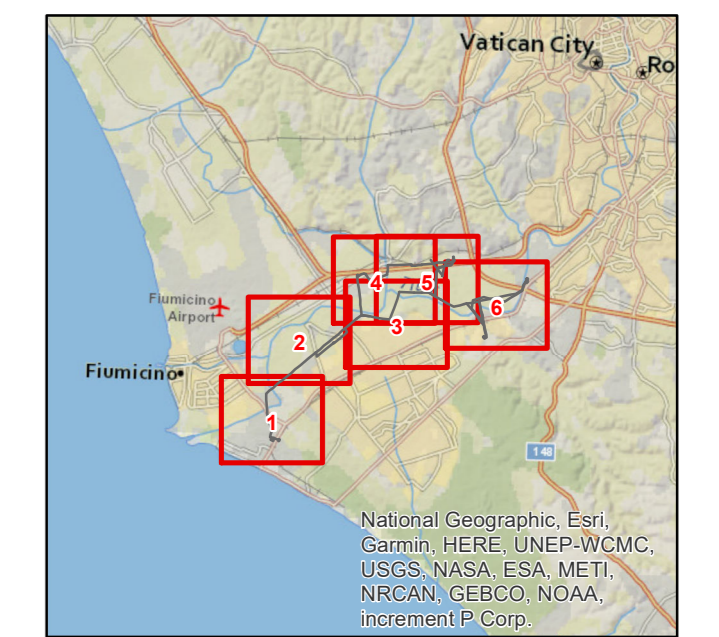 Vatican City
Ro
Fiumicino
Airport
Fiumicino
4
5
6
3
2
1
148
National Geographic, Esri,
Garmin, HERE, UNEP-WCMC,
USGS, NASA, ESA, METI,
NRCAN, GEBCO, NOAA,
increment P Corp.